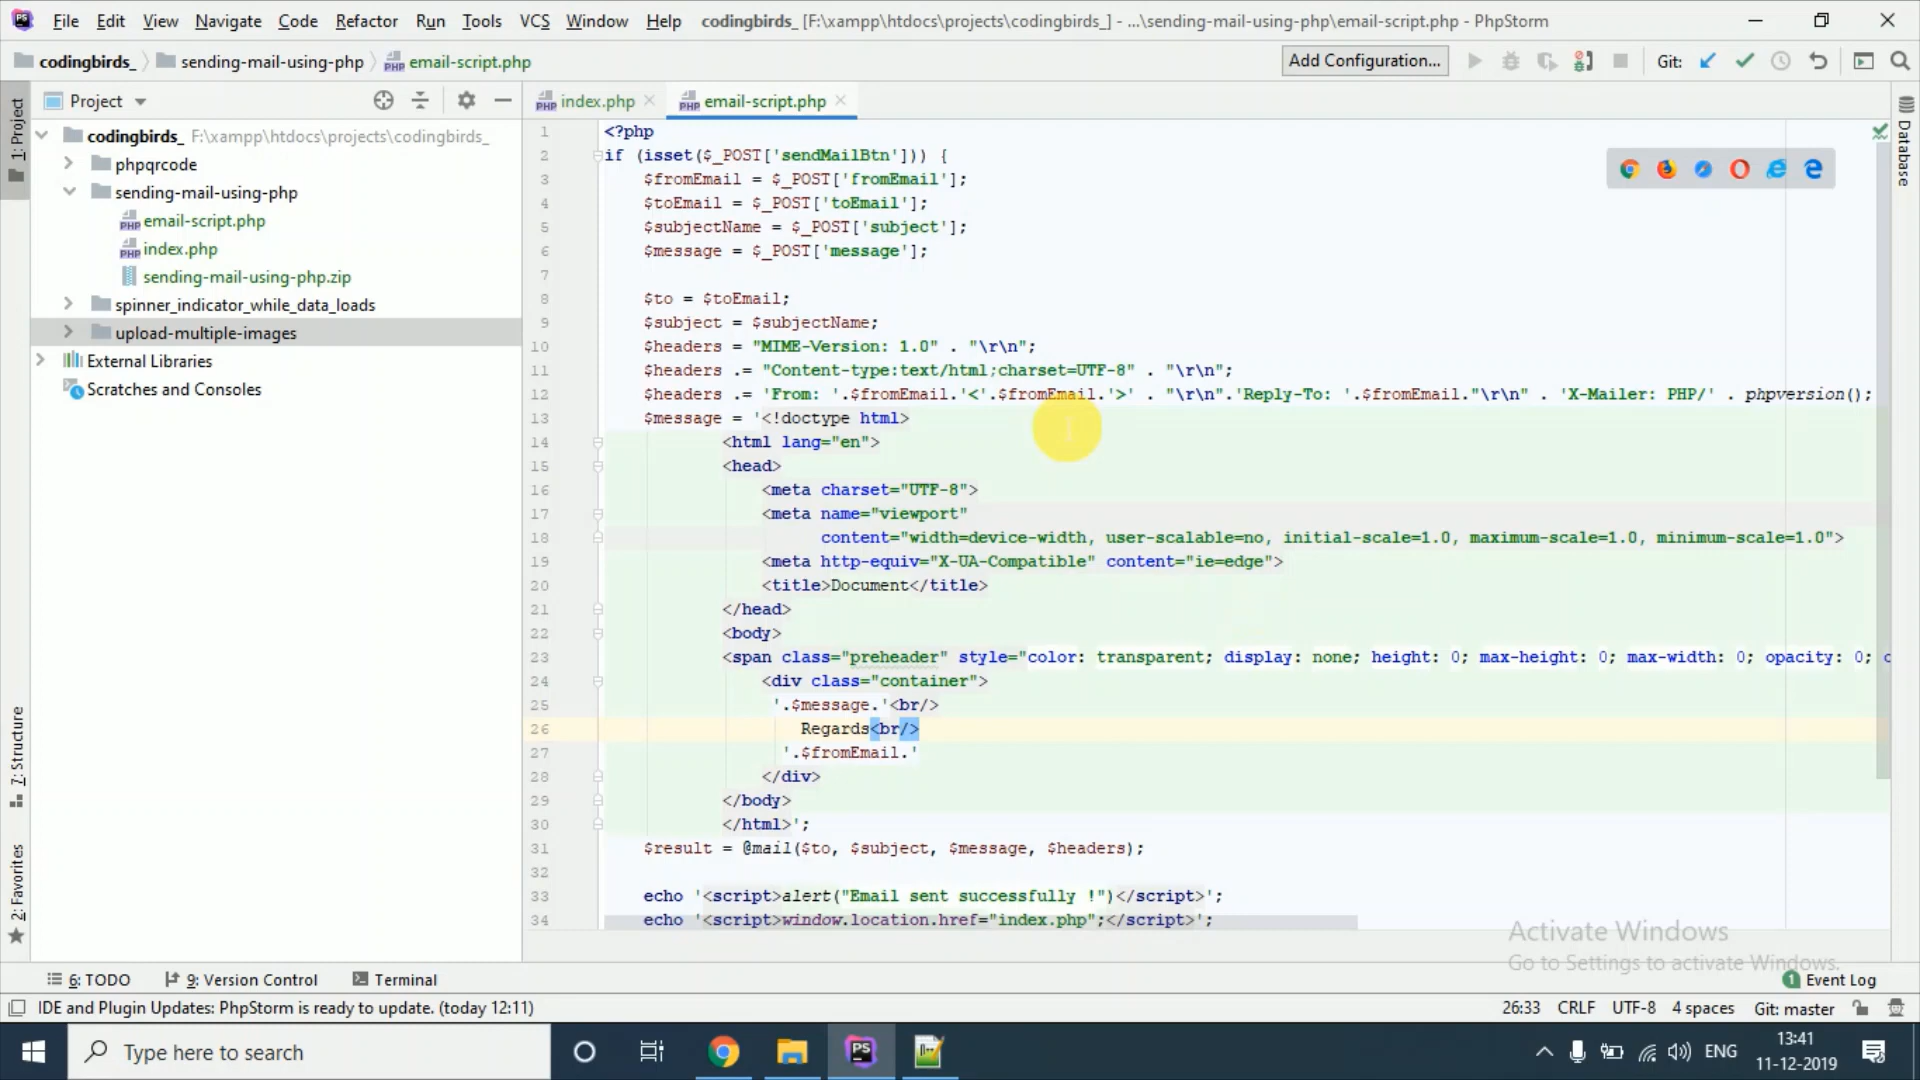 File Edit View Navigate Code Refactor Run Tools VCS Window Help codingbirds_ [F:\xampp\htdocs\projects\codingbirds_] - ...\sending-mail-using-php\email-script.php - PhpStorm
codingbirds_ sending-mail-using-php email-script.php Add Configuration... Git:
1: Project
Project
codingbirds_ F:\xampp\htdocs\projects\codingbirds_
phpqrcode
sending-mail-using-php
email-script.php
index.php
sending-mail-using-php.zip
spinner_indicator_while_data_loads
upload-multiple-images
External Libraries
Scratches and Consoles
7: Structure
2: Favorites
index.php email-script.php
Database
1 <?php
2 if (isset($_POST['sendMailBtn'])) {
3 $fromEmail = $_POST['fromEmail'];
4 $toEmail = $_POST['toEmail'];
5 $subjectName = $_POST['subject'];
6 $message = $_POST['message'];
7
8 $to = $toEmail;
9 $subject = $subjectName;
10 $headers = "MIME-Version: 1.0" . "\r\n";
11 $headers .= "Content-type:text/html;charset=UTF-8" . "\r\n";
12 $headers .= 'From: '.$fromEmail.'<'.$fromEmail.'>' . "\r\n".'Reply-To: '.$fromEmail."\r\n" . 'X-Mailer: PHP/' . phpversion();
13 $message = '<!doctype html>
14 <html lang="en">
15 <head>
16 <meta charset="UTF-8">
17 <meta name="viewport"
18 content="width=device-width, user-scalable=no, initial-scale=1.0, maximum-scale=1.0, minimum-scale=1.0">
19 <meta http-equiv="X-UA-Compatible" content="ie=edge">
20 <title>Document</title>
21 </head>
22 <body>
23 <span class="preheader" style="color: transparent; display: none; height: 0; max-height: 0; max-width: 0; opacity: 0;
24 <div class="container">
25 '.$message.'<br/>
26 Regards<br/>
27 '.$fromEmail.'
28 </div>
29 </body>
30 </html>';
31 $result = @mail($to, $subject, $message, $headers);
32
33 echo '<script>alert("Email sent successfully !")</script>';
34 echo '<script>window.location.href="index.php";</script>';
Activate Windows
Go to Settings to activate Windows.
6: TODO 9: Version Control Terminal 1 Event Log
IDE and Plugin Updates: PhpStorm is ready to update. (today 12:11) 26:33 CRLF UTF-8 4 spaces Git: master
Type here to search PS ENG 13:41
11-12-2019